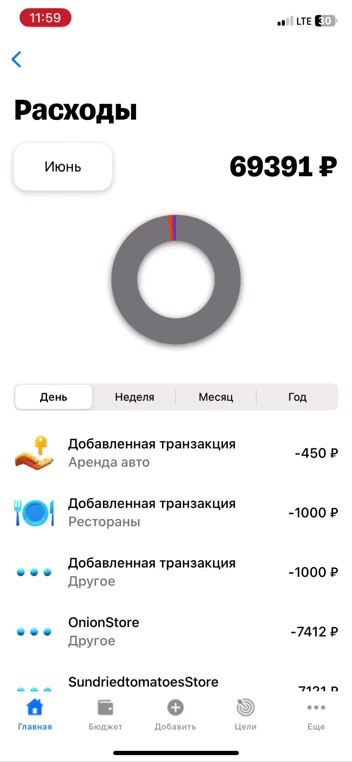 11:59
LTE
30
Расходы
Июнь
69391 ₽
День
Неделя
Месяц
Год
Добавленная транзакция
Аренда авто
-450 ₽
Добавленная транзакция
Рестораны
-1000 ₽
Добавленная транзакция
Другое
-1000 ₽
OnionStore
Другое
-7412 ₽
SundriedtomatoesStore
-7121 ₽
Главная
Бюджет
Добавить
Цели
Еще